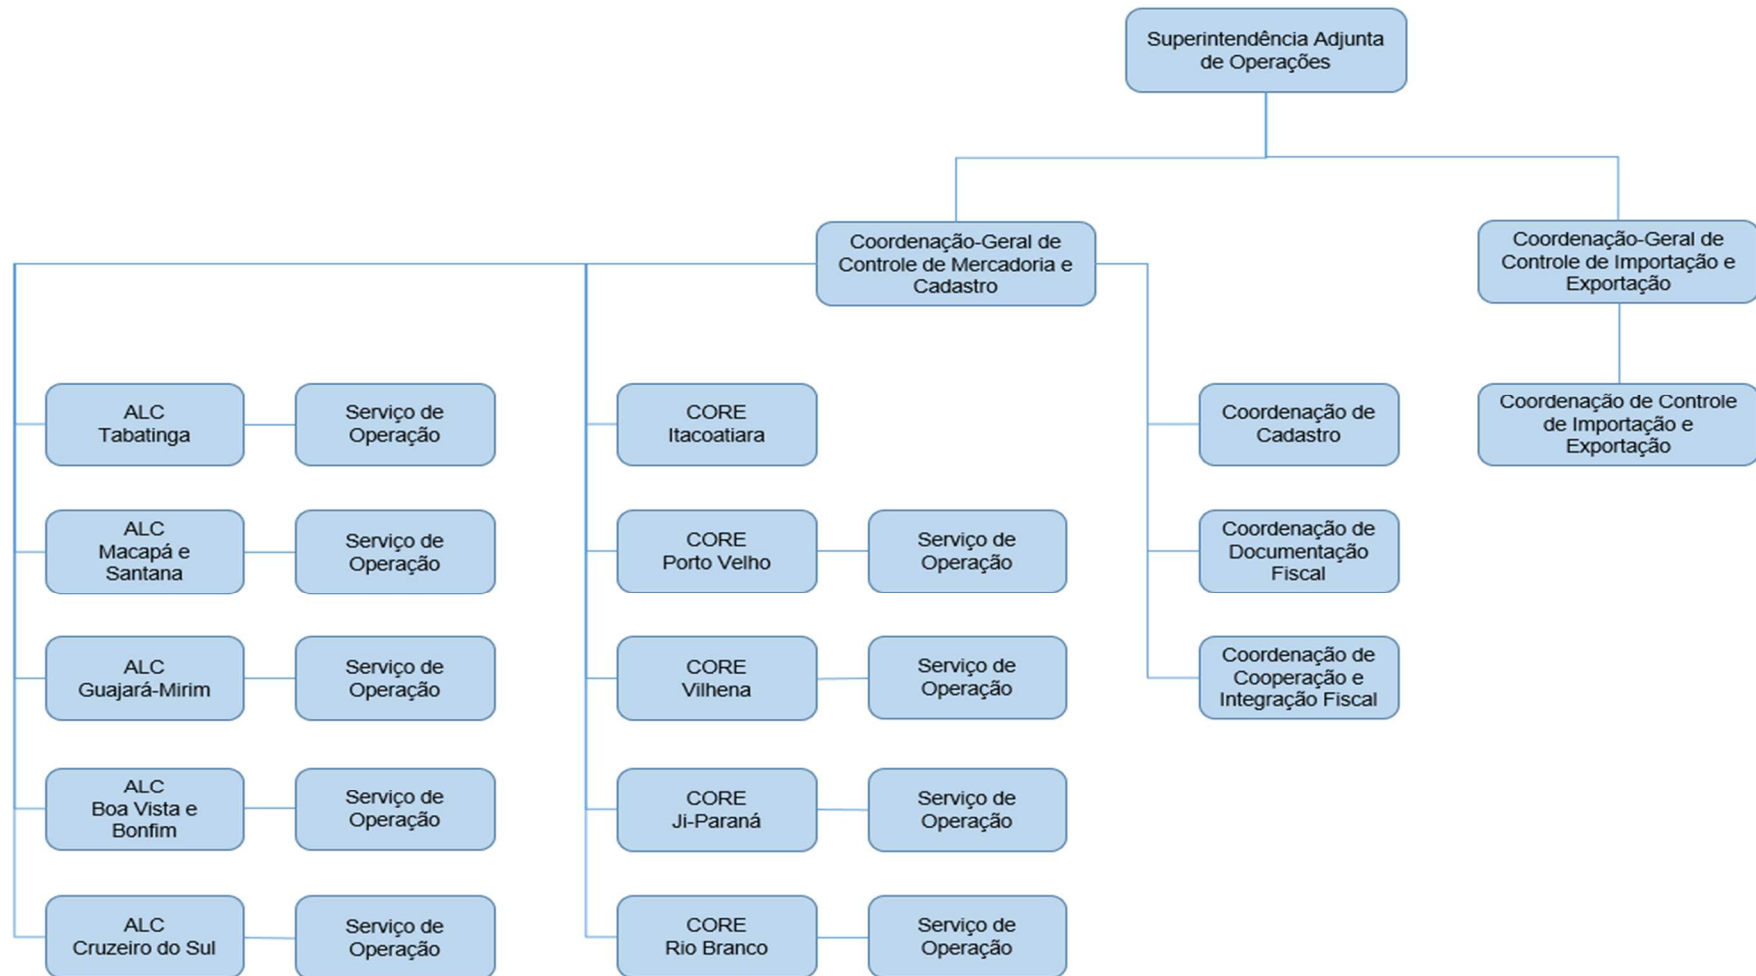 Superintendência Adjunta
de Operações
Coordenação-Geral de
Controle de Mercadoria e
Cadastro
Coordenação-Geral de
Controle de Importação e
Exportação
ALC
Tabatinga
Serviço de
Operação
CORE
Itacoatiara
Coordenação de
Cadastro
Coordenação de Controle
de Importação e
Exportação
ALC
Macapá e
Santana
Serviço de
Operação
CORE
Porto Velho
Serviço de
Operação
Coordenação de
Documentação
Fiscal
ALC
Guajará-Mirim
Serviço de
Operação
CORE
Vilhena
Serviço de
Operação
Coordenação de
Cooperação e
Integração Fiscal
ALC
Boa Vista e
Bonfim
Serviço de
Operação
CORE
Ji-Paraná
Serviço de
Operação
ALC
Cruzeiro do Sul
Serviço de
Operação
CORE
Rio Branco
Serviço de
Operação